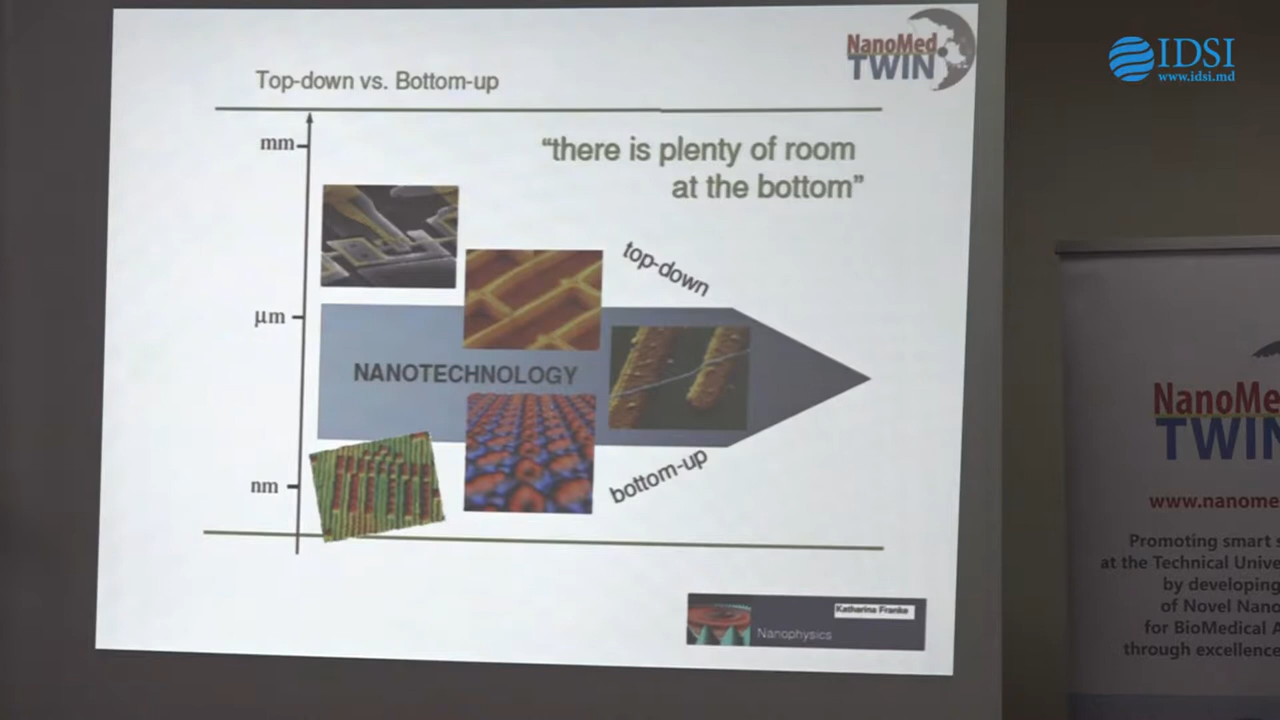 NanoMed
TWIN
IDSI
www.idsi.md
Top-down vs. Bottom-up
mm
“there is plenty of room
at the bottom”
top-down
μm
NANOTECHNOLOGY
bottom-up
nm
Katharina Franke
Nanophysics
NanoMe
TWIN
www.nanome
Promoting smart s
at the Technical Unive
by developing
of Novel Nano
for BioMedical A
through excellence